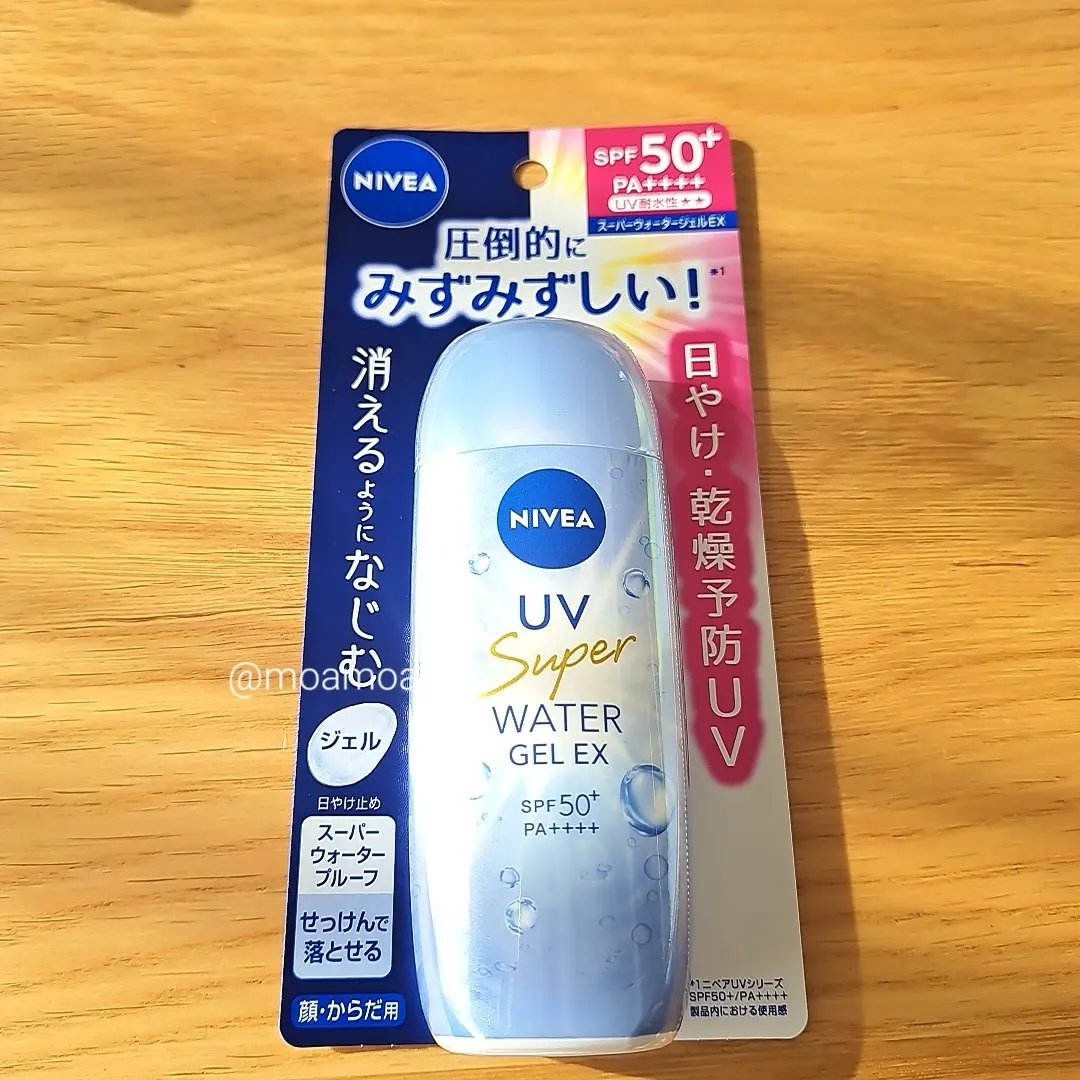 NIVEA
SPF50+
PA++++
UV耐水性★★
スーパーウォータージェルEX
圧倒的に
みずみずしい!*1
消えるようになじむ
日やけ・乾燥予防UV
NIVEA
UV
Super
WATER
GEL EX
SPF50+
PA++++
@moamoa
ジェル
日やけ止め
スーパー
ウォーター
プルーフ
せっけんで
落とせる
顔・からだ用
*1ニベアUVシリーズ
SPF50+/PA++++
製品内における使用感